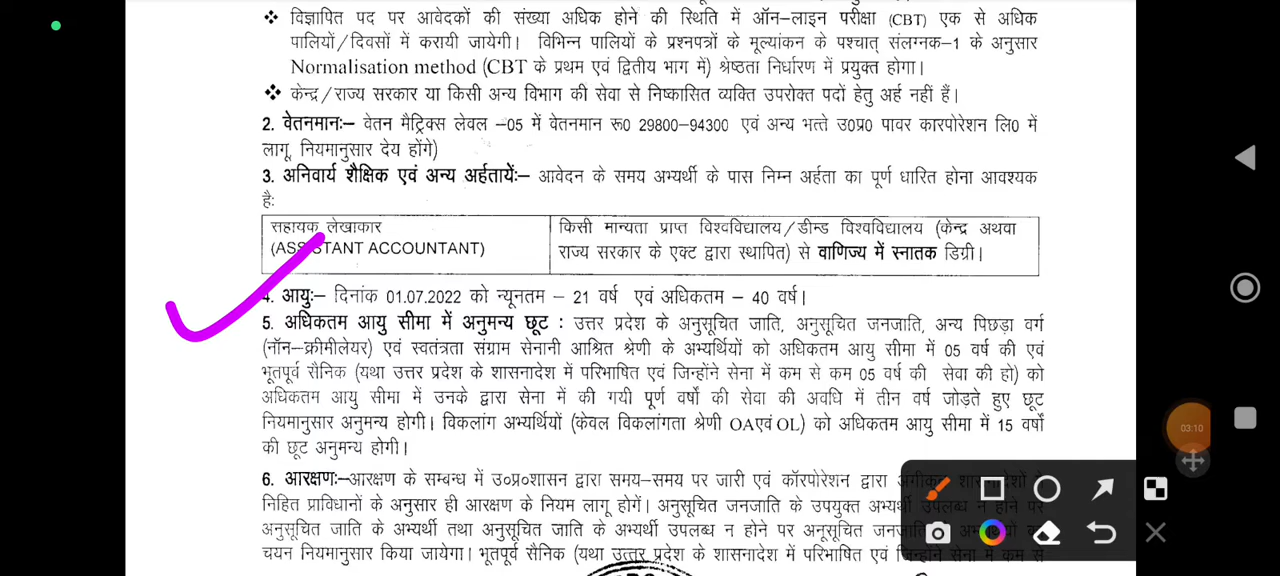 ❖ विज्ञापित पद पर आवेदकों की संख्या अधिक होने की स्थिति में ऑन–लाइन परीक्षा (CBT) एक से अधिक
पालियों/दिवसों में करायी जायेगी। विभिन्न पालियों के प्रश्नपत्रों के मूल्यांकन के पश्चात् संलग्नक–1 के अनुसार
Normalisation method (CBT के प्रथम एवं द्वितीय भाग में) श्रेष्ठता निर्धारण में प्रयुक्त होगा।
❖ केन्द्र/राज्य सरकार या किसी अन्य विभाग की सेवा से निष्कासित व्यक्ति उपरोक्त पदों हेतु अर्ह नहीं हैं।
2. वेतनमानः– वेतन मैट्रिक्स लेवल –05 में वेतनमान रू0 29800–94300 एवं अन्य भत्ते उ0प्र0 पावर कारपोरेशन लि0 में
लागू, नियमानुसार देय होंगे)
3. अनिवार्य शैक्षिक एवं अन्य अर्हतायेंः– आवेदन के समय अभ्यर्थी के पास निम्न अर्हता का पूर्ण धारित होना आवश्यक
हैः
सहायक लेखाकार
(ASSISTANT ACCOUNTANT)
किसी मान्यता प्राप्त विश्वविद्यालय/डीम्ड विश्वविद्यालय (केन्द्र अथवा
राज्य सरकार के एक्ट द्वारा स्थापित) से वाणिज्य में स्नातक डिग्री।
4. आयुः– दिनांक 01.07.2022 को न्यूनतम – 21 वर्ष एवं अधिकतम – 40 वर्ष।
5. अधिकतम आयु सीमा में अनुमन्य छूट : उत्तर प्रदेश के अनुसूचित जाति, अनुसूचित जनजाति, अन्य पिछड़ा वर्ग
(नॉन–क्रीमीलेयर) एवं स्वतंत्रता संग्राम सेनानी आश्रित श्रेणी के अभ्यर्थियों को अधिकतम आयु सीमा में 05 वर्ष की एवं
भूतपूर्व सैनिक (यथा उत्तर प्रदेश के शासनादेश में परिभाषित एवं जिन्होंने सेना में कम से कम 05 वर्ष की सेवा की हो) को
अधिकतम आयु सीमा में उनके द्वारा सेना में की गयी पूर्ण वर्षों की सेवा की अवधि में तीन वर्ष जोड़ते हुए छूट
नियमानुसार अनुमन्य होगी। विकलांग अभ्यर्थियों (केवल विकलांगता श्रेणी OAएवंOL) को अधिकतम आयु सीमा में 15 वर्षों
की छूट अनुमन्य होगी।
6. आरक्षणः–आरक्षण के सम्बन्ध में उ0प्र0शासन द्वारा समय–समय पर जारी एवं कॉरपोरेशन द्वारा
निहित प्राविधानों के अनुसार ही आरक्षण के नियम लागू होगें। अनुसूचित जनजाति के उपयुक्त अभ्यर्थी उपलब्ध न होने पर
अनुसूचित जाति के अभ्यर्थी तथा अनुसूचित जाति के अभ्यर्थी उपलब्ध न होने पर अनुसूचित
चयन नियमानुसार किया जायेगा। भूतपूर्व सैनिक (यथा उत्तर प्रदेश के शासनादेश में परिभाषित एवं जिन्होंने सेना में कम से
03:10